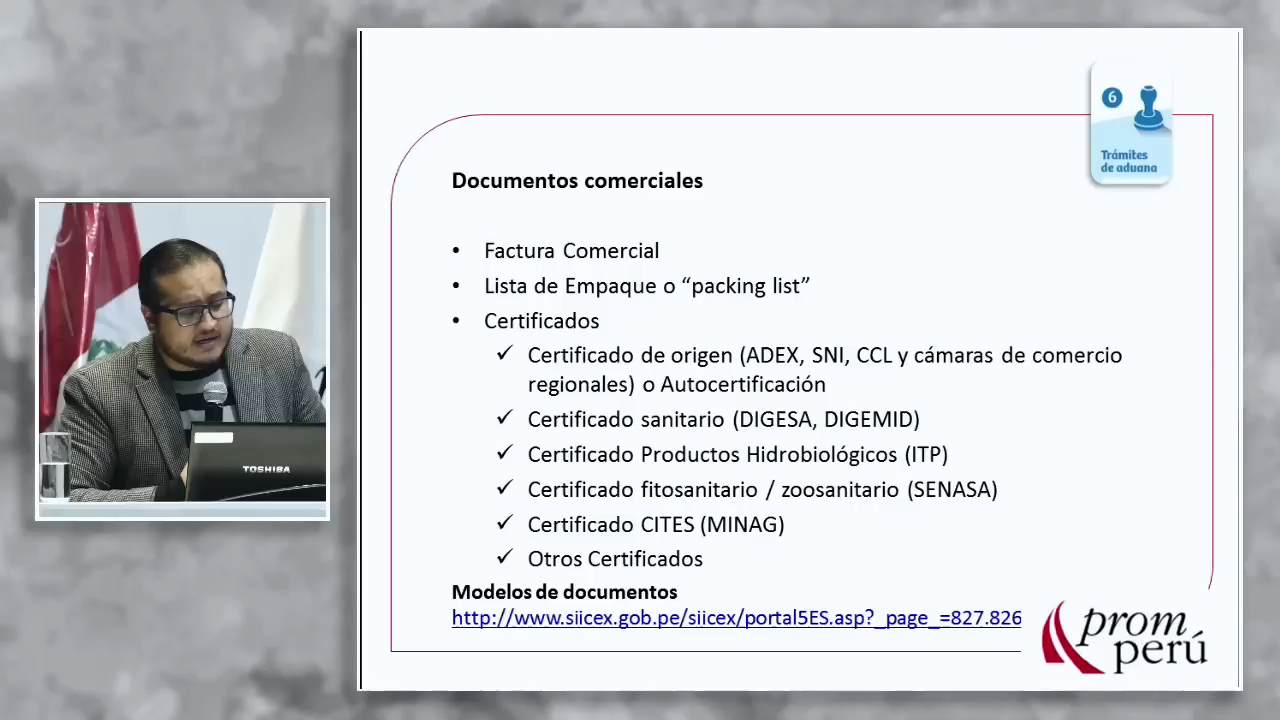 6
Trámites
de aduana
Documentos comerciales
• Factura Comercial
• Lista de Empaque o “packing list”
• Certificados
✓ Certificado de origen (ADEX, SNI, CCL y cámaras de comercio
regionales) o Autocertificación
✓ Certificado sanitario (DIGESA, DIGEMID)
✓ Certificado Productos Hidrobiológicos (ITP)
✓ Certificado fitosanitario / zoosanitario (SENASA)
✓ Certificado CITES (MINAG)
✓ Otros Certificados
Modelos de documentos
http://www.siicex.gob.pe/siicex/portal5ES.asp?_page_=827.826
prom
perú
TOSHIBA